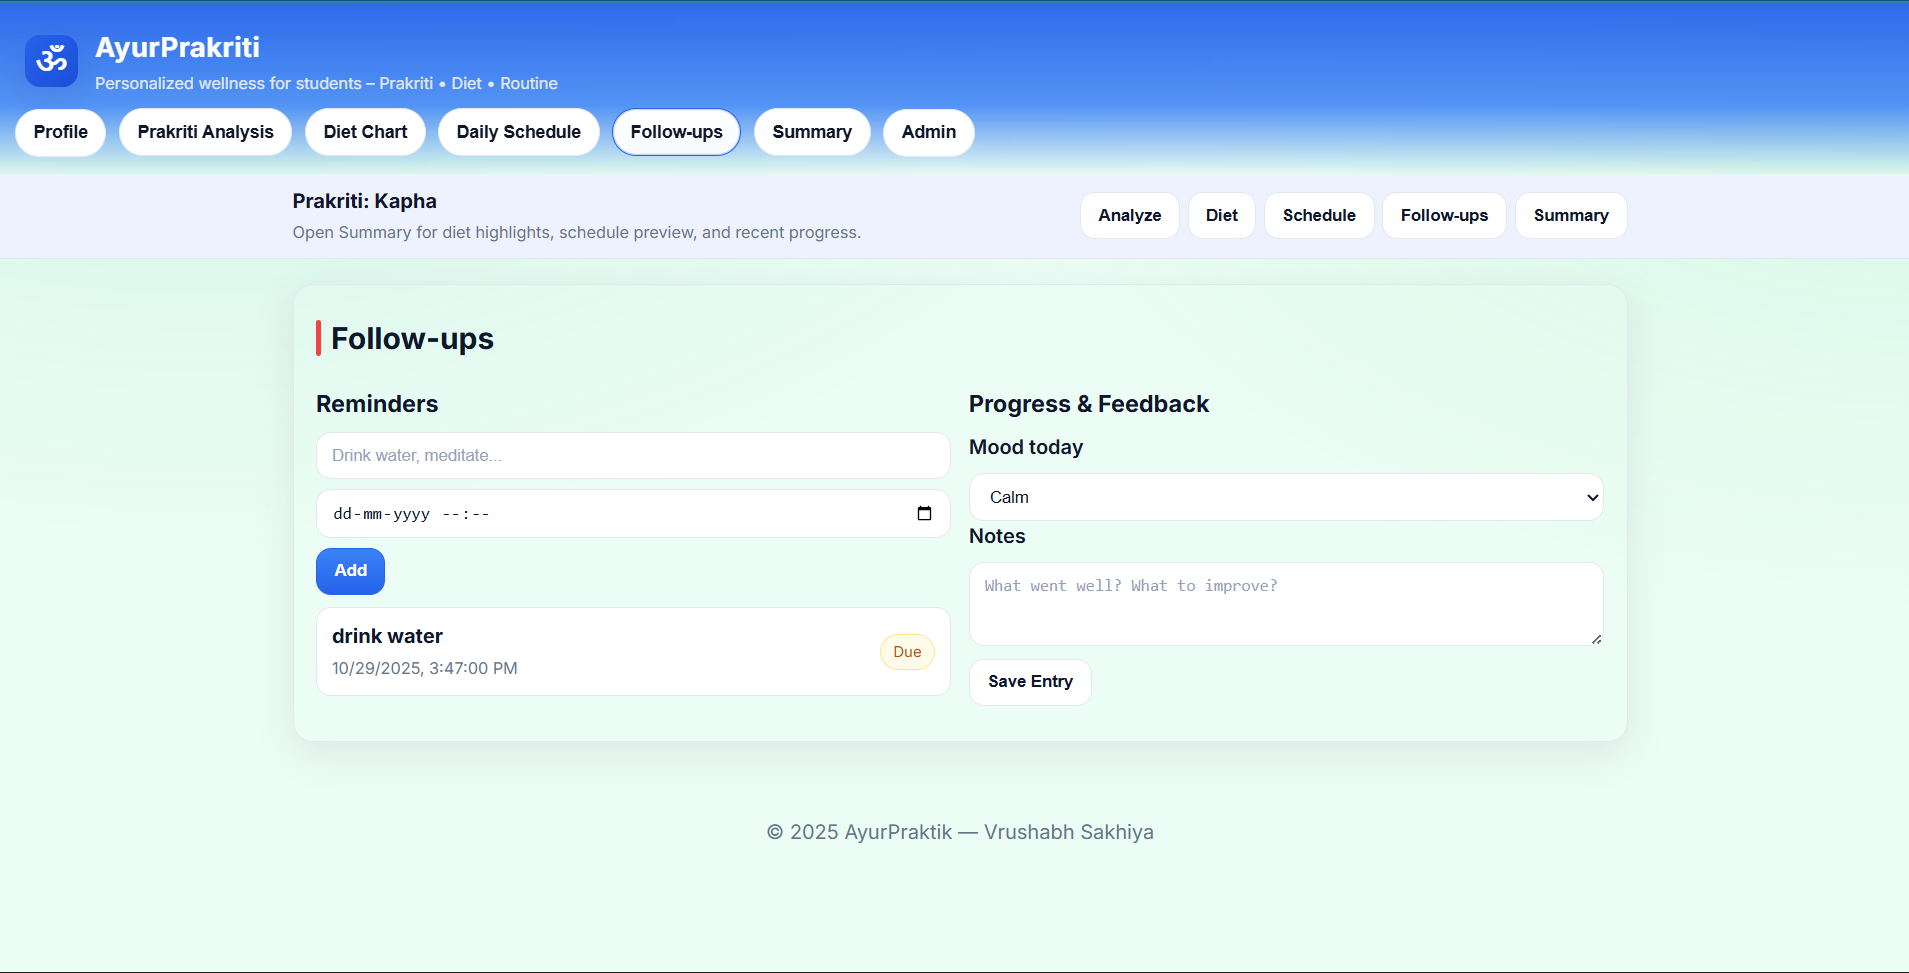 ॐ
AyurPrakriti
Personalized wellness for students – Prakriti • Diet • Routine
Profile Prakriti Analysis Diet Chart Daily Schedule Follow-ups Summary Admin
Prakriti: Kapha
Open Summary for diet highlights, schedule preview, and recent progress.
Analyze Diet Schedule Follow-ups Summary
Follow-ups
Reminders
Drink water, meditate...
dd-mm-yyyy --:--
Add
drink water
10/29/2025, 3:47:00 PM
Due
Progress & Feedback
Mood today
Calm
Notes
What went well? What to improve?
Save Entry
© 2025 AyurPraktik — Vrushabh Sakhiya